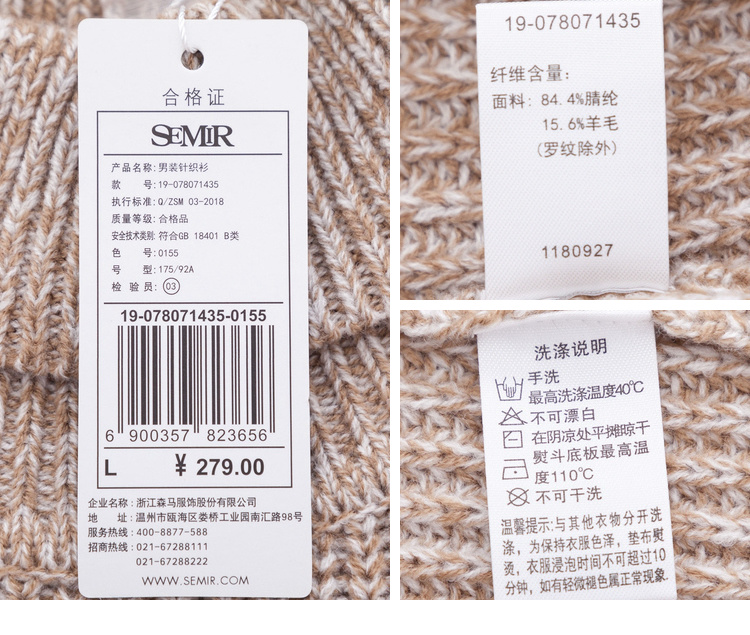 合格证
SEMIR
产品名称:男装针织衫
款 号:19-078071435
执行标准:Q/ZSM 03-2018
质量等级:合格品
安全技术类别:符合GB 18401 B类
色 号:0155
号 型:175/92A
检 验 员:03
19-078071435-0155
6 900357 823656
L ¥ 279.00
企业名称:浙江森马服饰股份有限公司
地 址:温州市瓯海区娄桥工业园南汇路98号
服务热线:400-8877-588
招商热线:021-67288111
021-67288222
WWW.SEMIR.COM
19-078071435
纤维含量:
面料: 84.4%腈纶
15.6%羊毛
(罗纹除外)
1180927
洗涤说明
手洗
最高洗涤温度40℃
不可漂白
在阴凉处平摊晾干
熨斗底板最高温
度110℃
不可干洗
温馨提示:与其他衣物分开洗
涤,为保持衣服色泽,垫布熨
烫,衣服浸泡时间不可超过10
分钟,如有轻微褪色属正常现象.